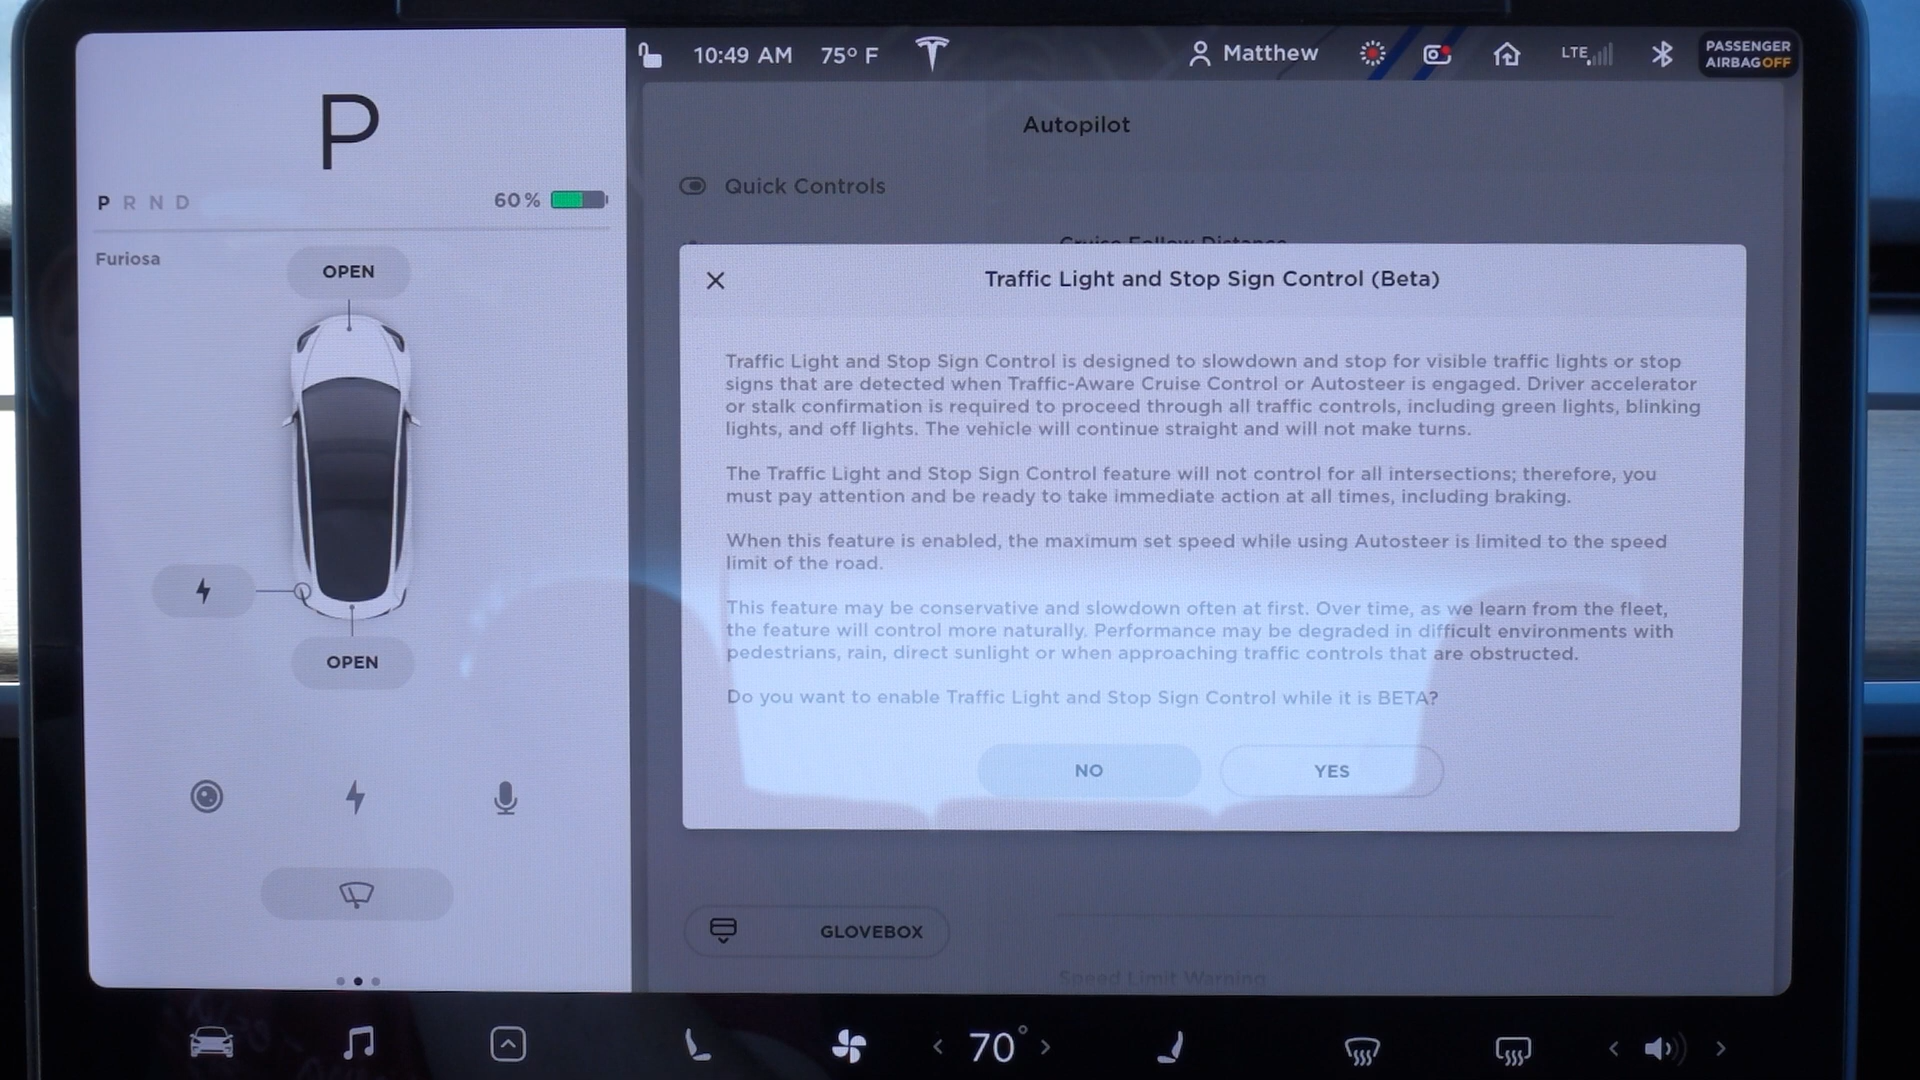 P
P R N D
60 %
Furiosa
OPEN
OPEN
10:49 AM 75° F
Matthew
LTE
PASSENGER
AIRBAG OFF
Autopilot
Quick Controls
Cruise Follow Distance
Traffic Light and Stop Sign Control (Beta)
Traffic Light and Stop Sign Control is designed to slowdown and stop for visible traffic lights or stop
signs that are detected when Traffic-Aware Cruise Control or Autosteer is engaged. Driver accelerator
or stalk confirmation is required to proceed through all traffic controls, including green lights, blinking
lights, and off lights. The vehicle will continue straight and will not make turns.
The Traffic Light and Stop Sign Control feature will not control for all intersections; therefore, you
must pay attention and be ready to take immediate action at all times, including braking.
When this feature is enabled, the maximum set speed while using Autosteer is limited to the speed
limit of the road.
This feature may be conservative and slowdown often at first. Over time, as we learn from the fleet,
the feature will control more naturally. Performance may be degraded in difficult environments with
pedestrians, rain, direct sunlight or when approaching traffic controls that are obstructed.
Do you want to enable Traffic Light and Stop Sign Control while it is BETA?
NO YES
GLOVEBOX
Speed Limit Warning
70°